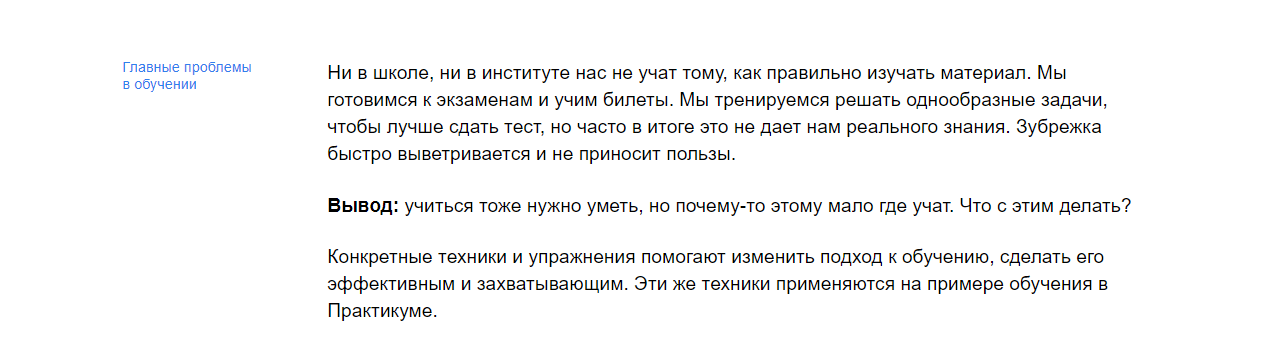 Главные проблемы
в обучении
Ни в школе, ни в институте нас не учат тому, как правильно изучать материал. Мы
готовимся к экзаменам и учим билеты. Мы тренируемся решать однообразные задачи,
чтобы лучше сдать тест, но часто в итоге это не дает нам реального знания. Зубрежка
быстро выветривается и не приносит пользы.
Вывод: учиться тоже нужно уметь, но почему-то этому мало где учат. Что с этим делать?
Конкретные техники и упражнения помогают изменить подход к обучению, сделать его
эффективным и захватывающим. Эти же техники применяются на примере обучения в
Практикуме.